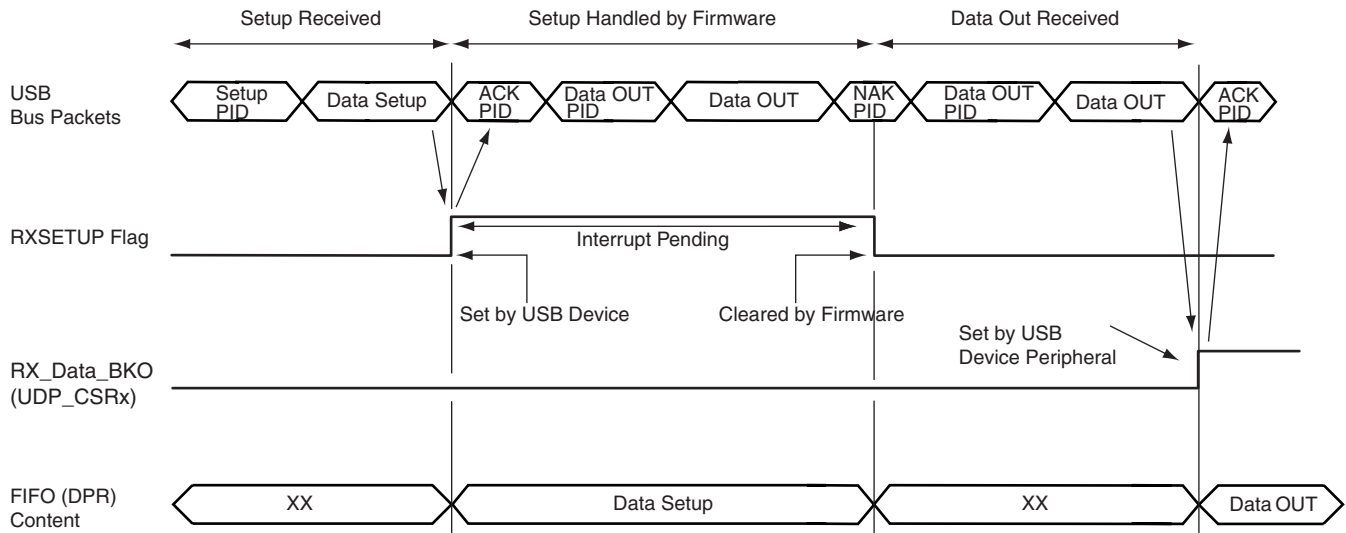 Setup Received
Setup Handled by Firmware
Data Out Received
USB
Bus Packets
Setup
PID
Data Setup
ACK
PID
Data OUT
PID
Data OUT
NAK
PID
Data OUT
PID
Data OUT
ACK
PID
RXSETUP Flag
Interrupt Pending
Set by USB Device
Cleared by Firmware
Set by USB
Device Peripheral
RX_Data_BKO
(UDP_CSRx)
FIFO (DPR)
Content
XX
Data Setup
XX
Data OUT